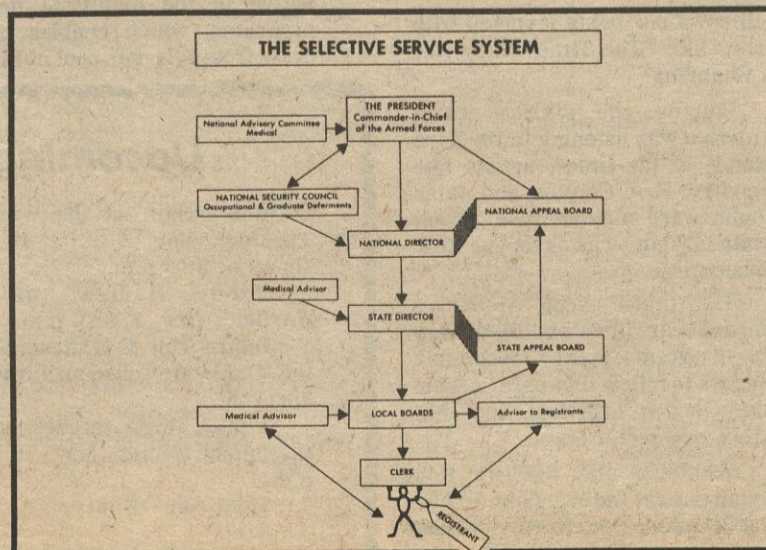 THE SELECTIVE SERVICE SYSTEM
National Advisory Committee
Medical
THE PRESIDENT
Commander-in-Chief
of the Armed Forces
NATIONAL SECURITY COUNCIL
Occupational & Graduate Deferments
NATIONAL APPEAL BOARD
NATIONAL DIRECTOR
Medical Advisor
STATE DIRECTOR
STATE APPEAL BOARD
Medical Advisor
LOCAL BOARDS
Advisor to Registrants
CLERK
REGISTRANT